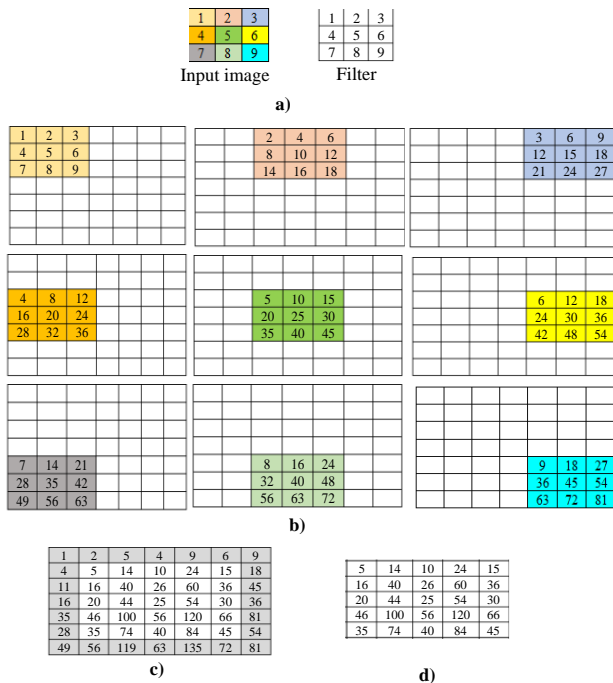 1 2 3 1 2 3
4 5 6 4 5 6
7 8 9 7 8 9
Input image Filter
a)
1 2 3 2 4 6 3 6 9
4 5 6 8 10 12 12 15 18
7 8 9 14 16 18 21 24 27
4 8 12 5 10 15 6 12 18
16 20 24 20 25 30 24 30 36
28 32 36 35 40 45 42 48 54
7 14 21 8 16 24 9 18 27
28 35 42 32 40 48 36 45 54
49 56 63 56 63 72 63 72 81
b)
1 2 5 4 9 6 9
4 5 14 10 24 15 18
11 16 40 26 60 36 45
16 20 44 25 54 30 36
35 46 100 56 120 66 81
28 35 74 40 84 45 54
49 56 119 63 135 72 81
c)
5 14 10 24 15
16 40 26 60 36
20 44 25 54 30
46 100 56 120 66
35 74 40 84 45
d)